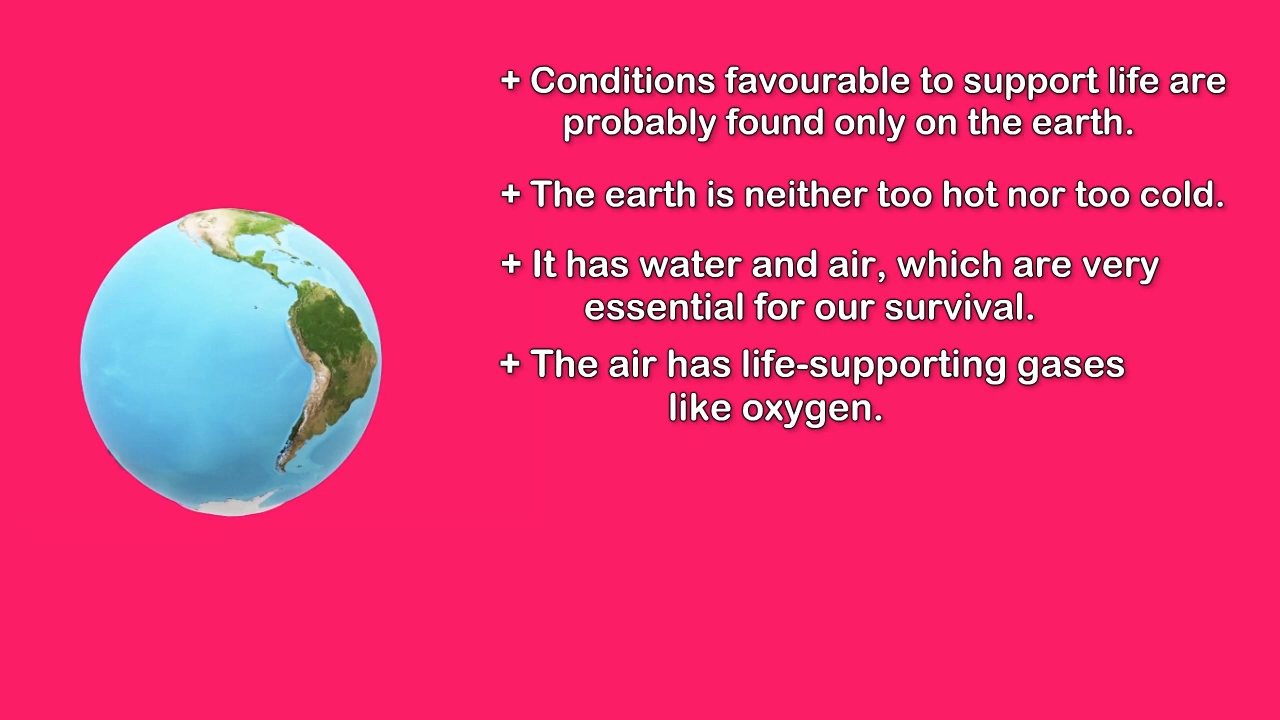 + Conditions favourable to support life are
probably found only on the earth.
+ The earth is neither too hot nor too cold.
+ It has water and air, which are very
essential for our survival.
+ The air has life-supporting gases
like oxygen.